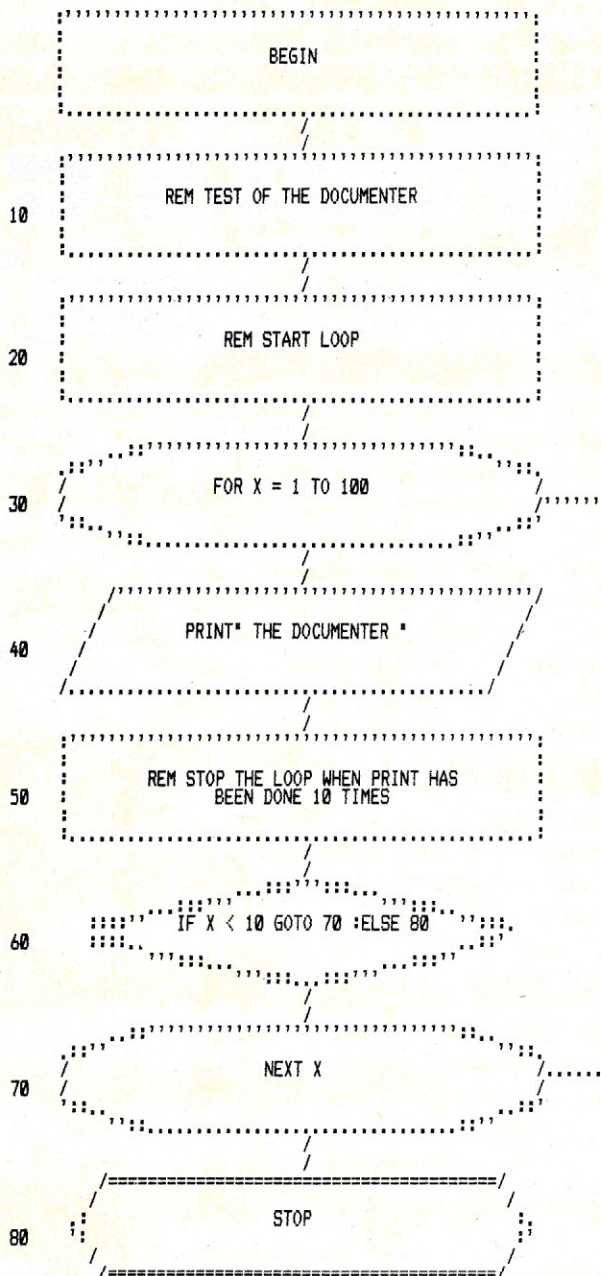 BEGIN
10 REM TEST OF THE DOCUMENTER
20 REM START LOOP
30 FOR X = 1 TO 100
40 PRINT" THE DOCUMENTER "
50 REM STOP THE LOOP WHEN PRINT HAS
BEEN DONE 10 TIMES
60 IF X < 10 GOTO 70 :ELSE 80
70 NEXT X
80 STOP